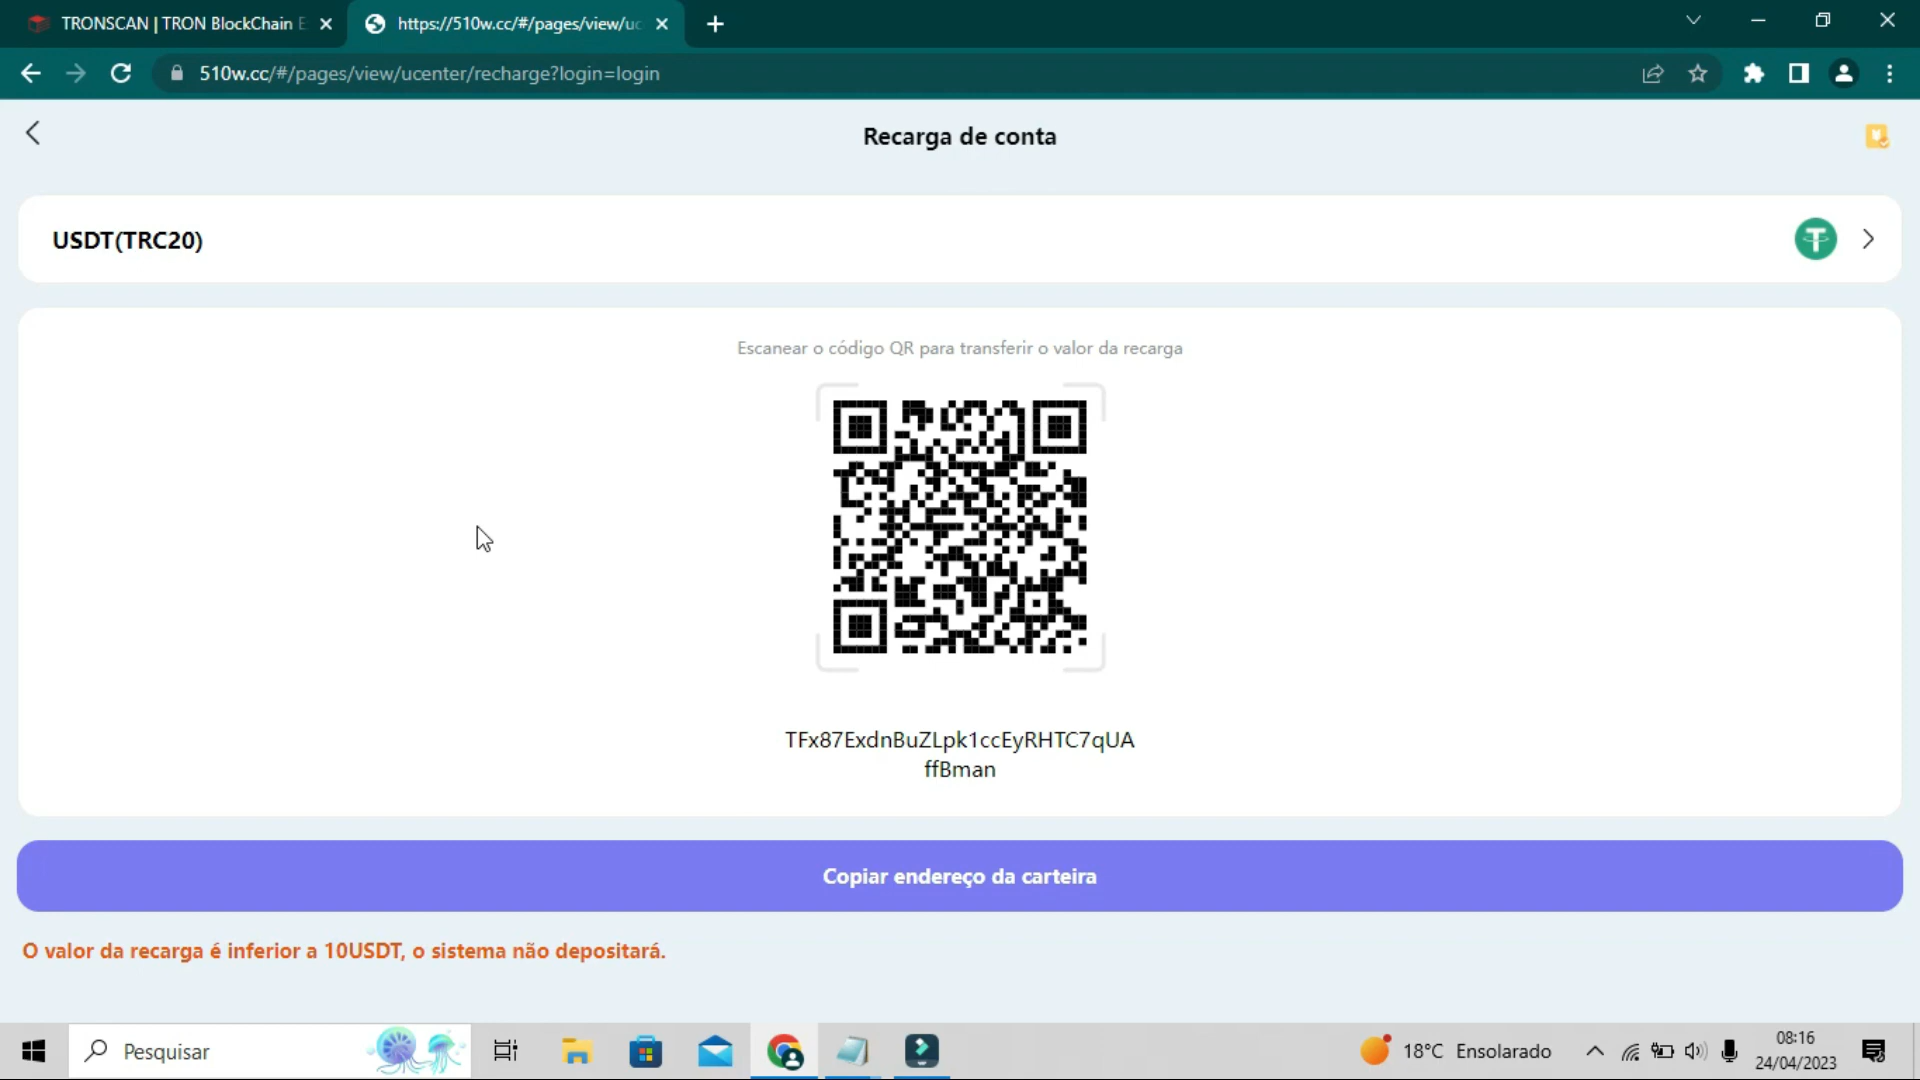 TRONSCAN | TRON BlockChain E
https://510w.cc/#/pages/view/uc
510w.cc/#/pages/view/ucenter/recharge?login=login
Recarga de conta
USDT(TRC20)
Escanear o código QR para transferir o valor da recarga
TFx87ExdnBuZLpk1ccEyRHTC7qUA
ffBman
Copiar endereço da carteira
O valor da recarga é inferior a 10USDT, o sistema não depositará.
Pesquisar
18°C Ensolarado
08:16
24/04/2023